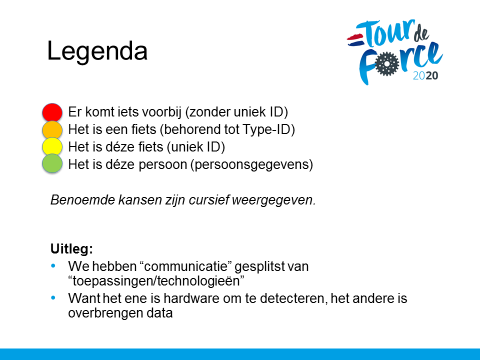 Tour de
Force
2020
Legenda
Er komt iets voorbij (zonder uniek ID)
Het is een fiets (behorend tot Type-ID)
Het is déze fiets (uniek ID)
Het is déze persoon (persoonsgegevens)
Benoemde kansen zijn cursief weergegeven.
Uitleg:
• We hebben “communicatie” gesplitst van
“toepassingen/technologieën”
• Want het ene is hardware om te detecteren, het andere is
overbrengen data